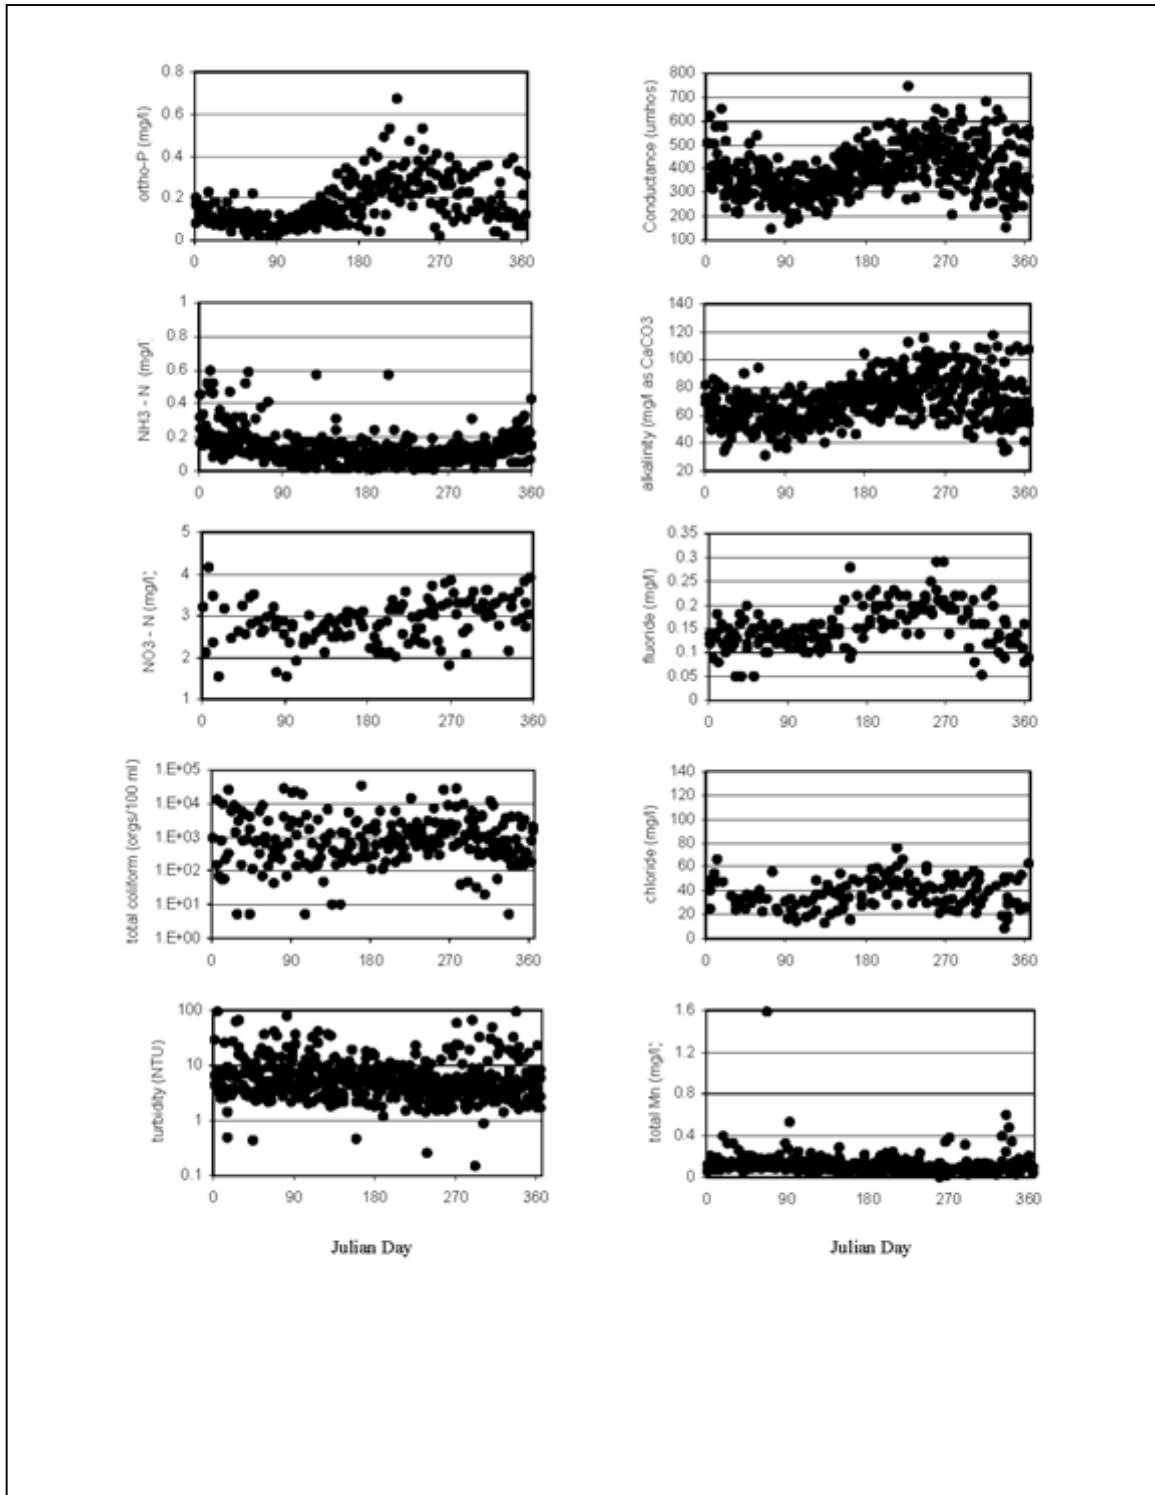 ortho-P (mg/l)
0.8
0.6
0.4
0.2
0
0 90 180 270 360
Conductance (umhos)
800
700
600
500
400
300
200
100
0 90 180 270 360
NH3 - N (mg/l
1
0.8
0.6
0.4
0.2
0
0 90 180 270 360
alkalinity (mg/l as CaCO3
140
120
100
80
60
40
20
0 90 180 270 360
NO3 - N (mg/l
5
4
3
2
1
0 90 180 270 360
fluoride (mg/l)
0.35
0.3
0.25
0.2
0.15
0.1
0.05
0
0 90 180 270 360
total coliform (orgs/100 ml)
1.E+05
1.E+04
1.E+03
1.E+02
1.E+01
1.E+00
0 90 180 270 360
chloride (mg/l)
140
120
100
80
60
40
20
0
0 90 180 270 360
turbidity (NTU)
100
10
1
0.1
0 90 180 270 360
total Mn (mg/l
1.6
1.2
0.8
0.4
0
0 90 180 270 360
Julian Day
Julian Day